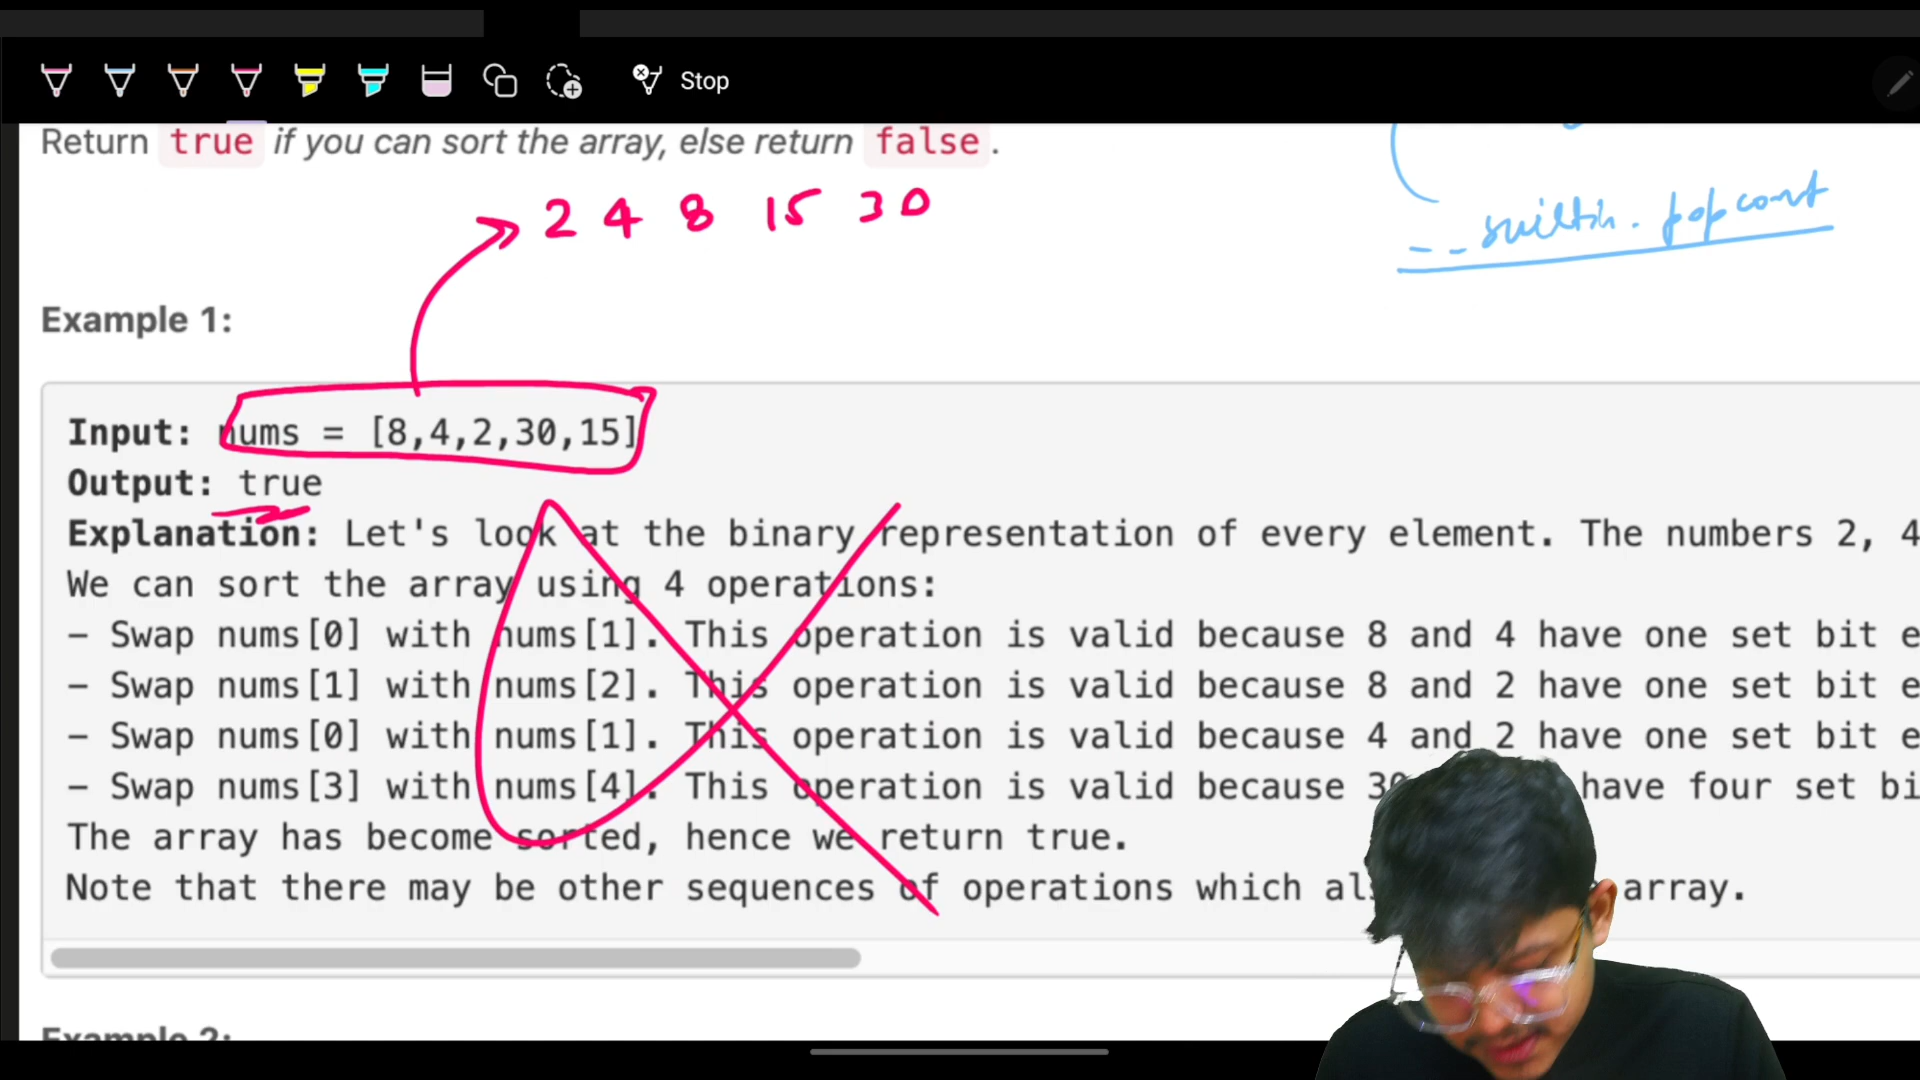 Stop
Return true if you can sort the array, else return false.
2 4 8 15 30
Example 1:
Input: nums = [8,4,2,30,15]
Output: true
Explanation: Let's look at the binary representation of every element. The numbers 2, 4
We can sort the array using 4 operations:
- Swap nums[0] with nums[1]. This operation is valid because 8 and 4 have one set bit e
- Swap nums[1] with nums[2]. This operation is valid because 8 and 2 have one set bit e
- Swap nums[0] with nums[1]. This operation is valid because 4 and 2 have one set bit e
- Swap nums[3] with nums[4]. This operation is valid because 30 have four set bi
The array has become sorted, hence we return true.
Note that there may be other sequences of operations which al array.
Example 2: